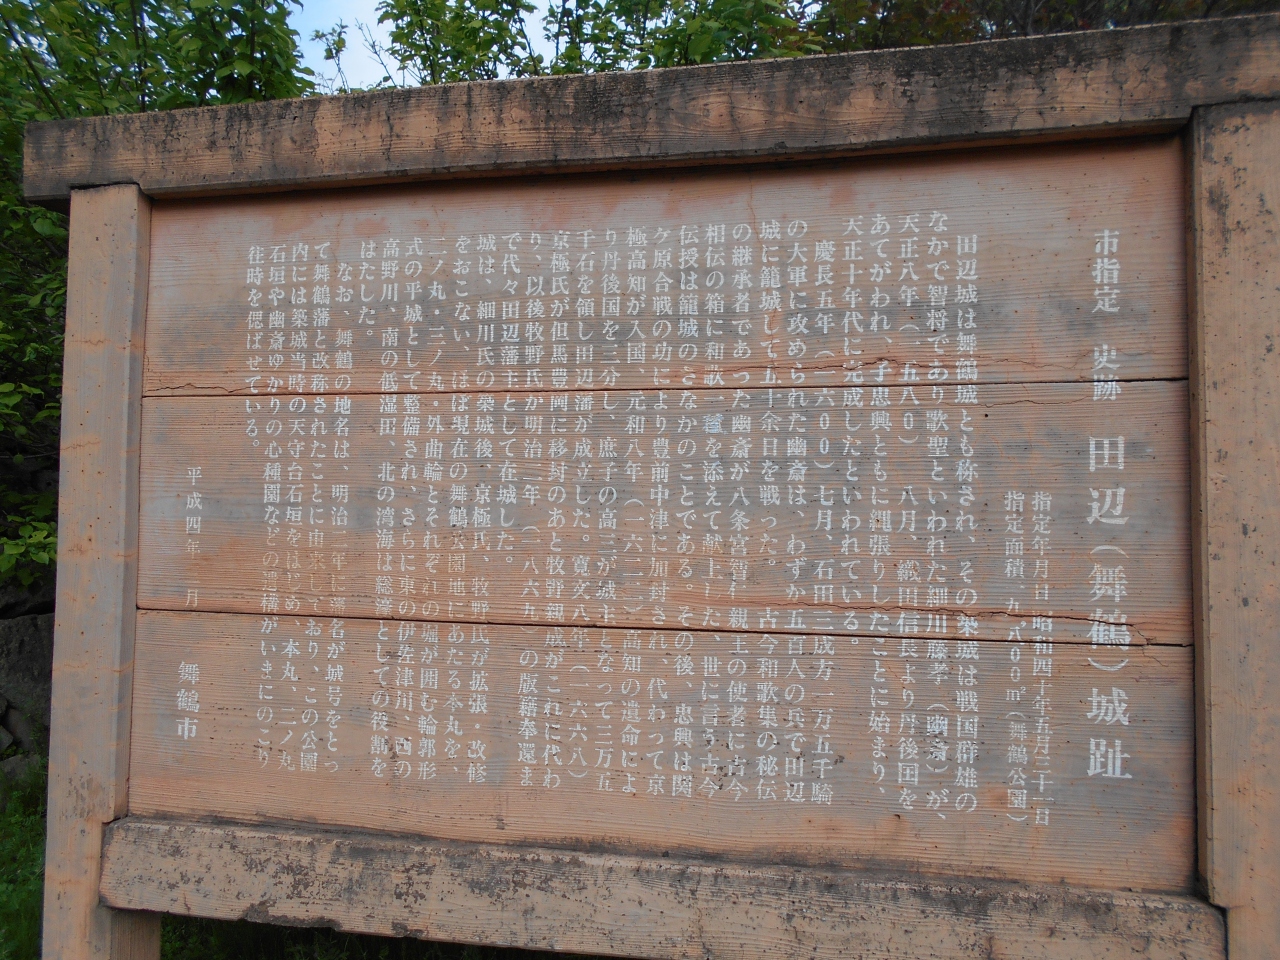 市指定 史跡 田辺(舞鶴)城趾
指定年月日 昭和四十年五月三十一日
指定面積 九八00㎡(舞鶴公園)
田辺城は舞鶴城とも称され、その築城は戦国群雄の
なかで智将であり歌聖といわれた細川藤孝(幽斎)が、
天正八年(一五八0)八月、織田信長より丹後国を
あてがわれ、子忠興とともに縄張りしたことに始まり、
天正十年代に完成したといわれている。
慶長五年(一六00)七月、石田三成方一万五千騎
の大軍に攻められた幽斎は、わずか五百人の兵で田辺
城に籠城して五十余日を戦った。古今和歌集の秘伝
の継承者であった幽斎が八条宮智仁親王の使者に古今
相伝の箱に和歌一首を添えて献上した、世に言う古今
伝授は籠城のさなかのことである。その後、忠興は関
ケ原合戦の功により豊前中津に加封され、代わって京
極高知が入国、元和八年(一六二二)高知の遺命によ
り丹後国を三分し、庶子の高三が城主となって三万五
千石を領し田辺藩が成立した。寛文八年(一六六八)
京極氏が但馬豊岡に移封のあと牧野親成がこれに代わ
り、以後牧野氏が明治二年(一八六九)の版籍奉還ま
で代々田辺藩主として在城した。
城は、細川氏の築城後、京極氏、牧野氏が拡張・改修
をおこない、ほぼ現在の舞鶴公園地にあたる本丸を、
二ノ丸・三ノ丸、外曲輪とそれぞれの堀が囲む輪郭形
式の平城として整備され、さらに東の伊佐津川、西の
高野川、南の低湿田、北の湾海は総濠としての役割を
はたした。
なお、舞鶴の地名は、明治二年に藩名が城号をとっ
て舞鶴藩と改称されたことに由来しており、この公園
内には築城当時の天守台石垣をはじめ、本丸、二ノ丸
石垣や幽斎ゆかりの心種園などの遺構がいまにのこり
往時を偲ばせている。
平成四年 月
舞鶴市